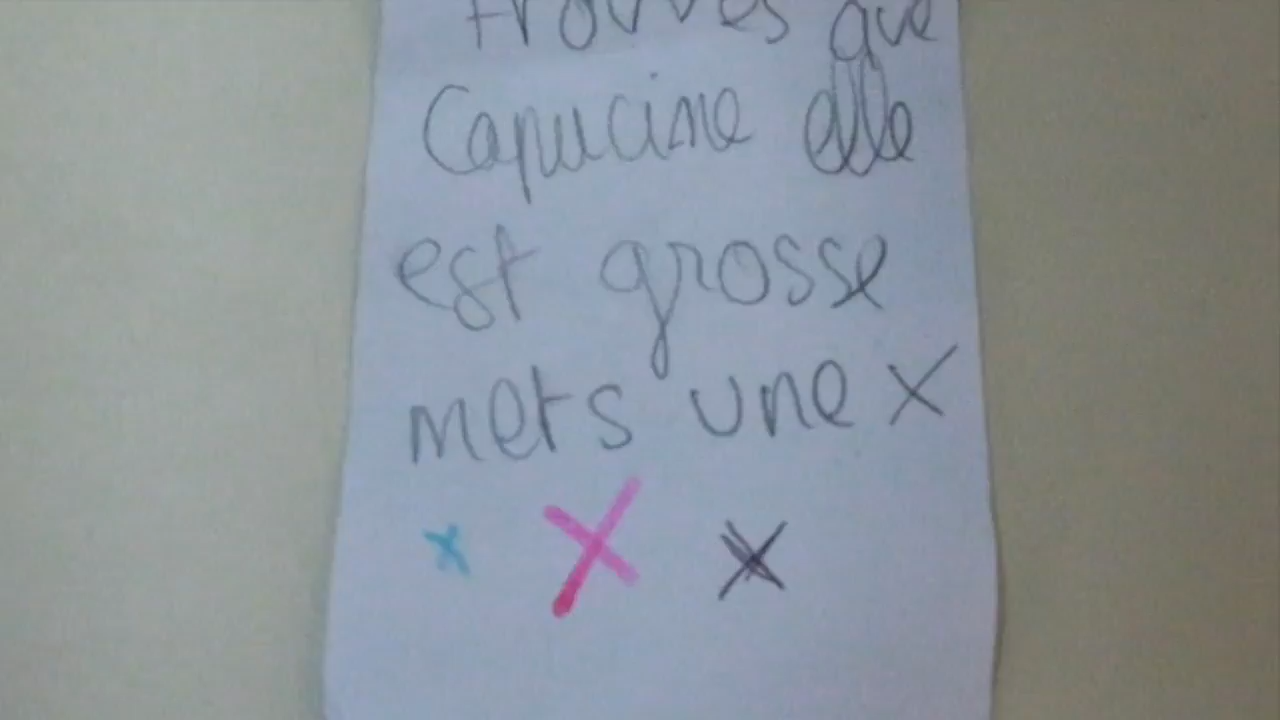 trouves que
Capucine elle
est grosse
mets une x
x X x